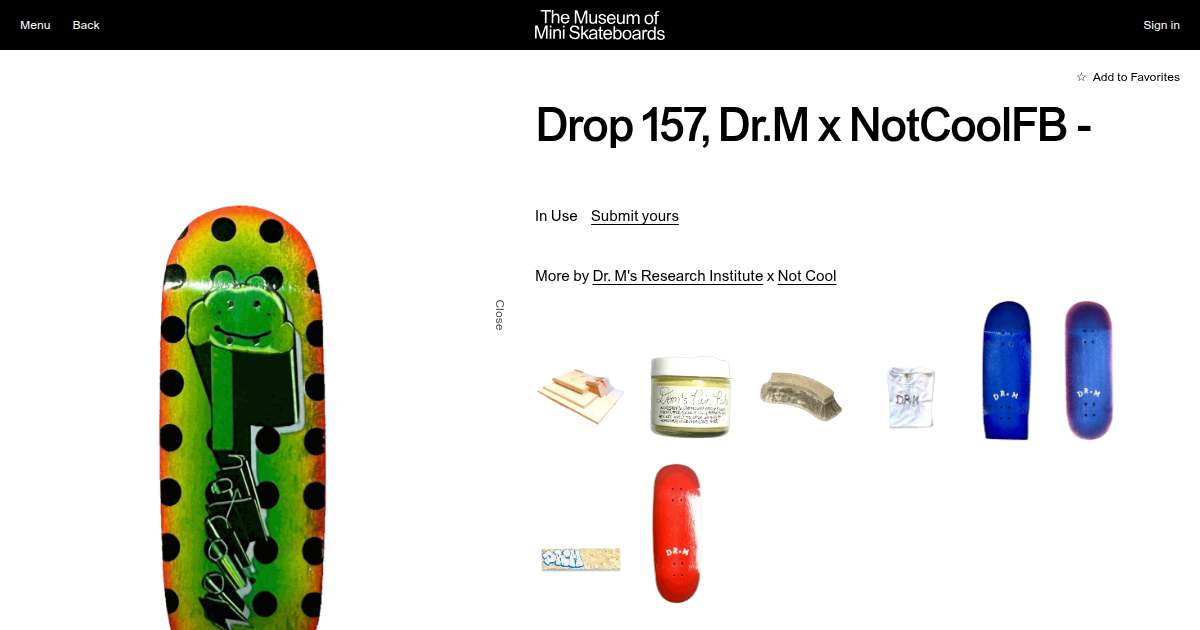 Menu
Back
The Museum of
Mini Skateboards
Sign in
☆ Add to Favorites
Drop 157, Dr.M x NotCoolFB -
In Use Submit yours
More by Dr. M's Research Institute x Not Cool
Close
DR.M
DR.M
DR.M
DR.M